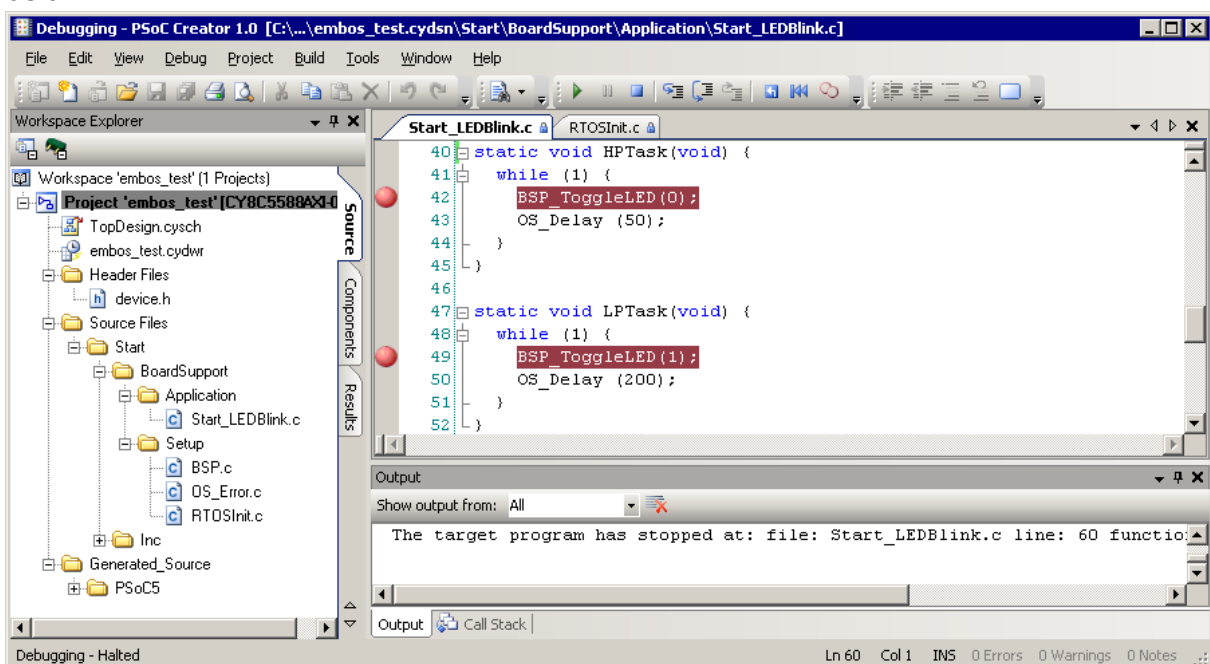 Debugging - PSoC Creator 1.0 [C:\...\embos_test.cydsn\Start\BoardSupport\Application\Start_LEDBlink.c]
File Edit View Debug Project Build Tools Window Help
Workspace Explorer
Workspace 'embos_test' (1 Projects)
Project 'embos_test' [CY8C5588AXI-0
TopDesign.cysch
embos_test.cydwr
Header Files
device.h
Source Files
Start
BoardSupport
Application
Start_LEDBlink.c
Setup
BSP.c
OS_Error.c
RTOSInit.c
Inc
Generated_Source
PSoC5
Source
Components
Results
Start_LEDBlink.c RTOSInit.c
40 static void HPTask(void) {
41 while (1) {
42 BSP_ToggleLED(0);
43 OS_Delay (50);
44 }
45 }
46
47 static void LPTask(void) {
48 while (1) {
49 BSP_ToggleLED(1);
50 OS_Delay (200);
51 }
52 }
Output
Show output from: All
The target program has stopped at: file: Start_LEDBlink.c line: 60 function
Output Call Stack
Debugging - Halted Ln 60 Col 1 INS 0 Errors 0 Warnings 0 Notes